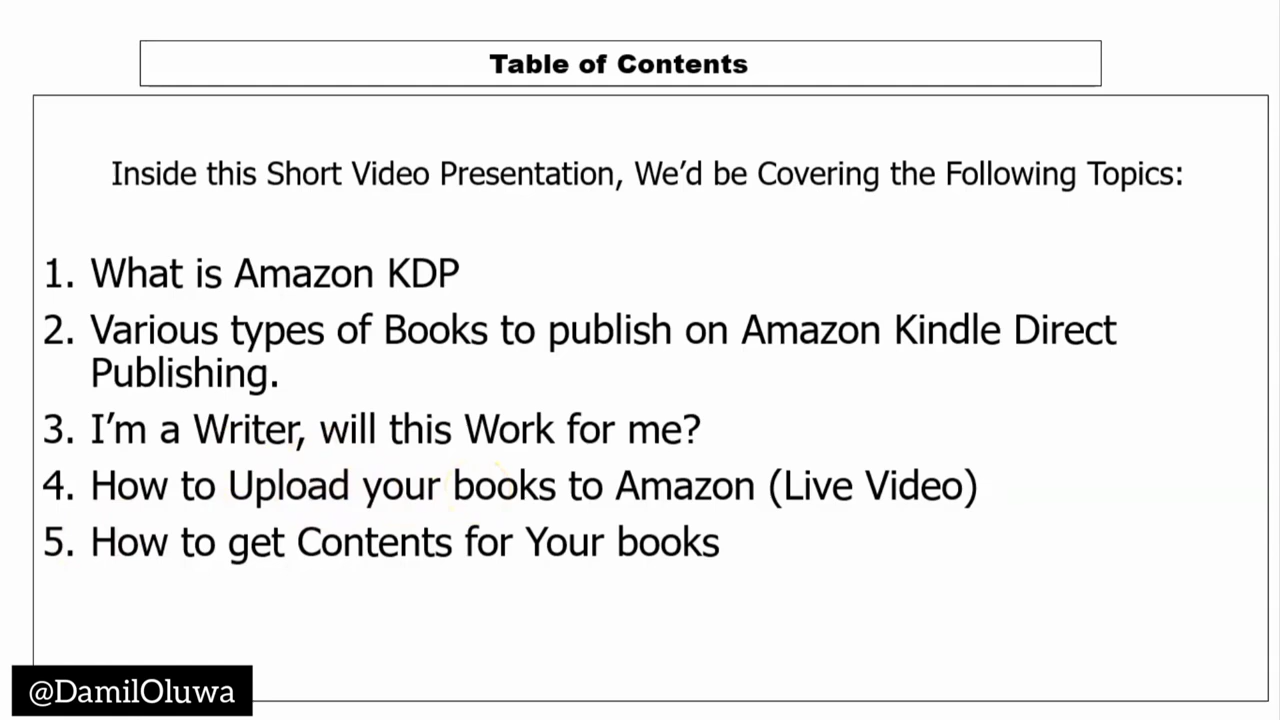 Table of Contents
Inside this Short Video Presentation, We’d be Covering the Following Topics:
1. What is Amazon KDP
2. Various types of Books to publish on Amazon Kindle Direct
Publishing.
3. I’m a Writer, will this Work for me?
4. How to Upload your books to Amazon (Live Video)
5. How to get Contents for Your books
@DamilOluwa